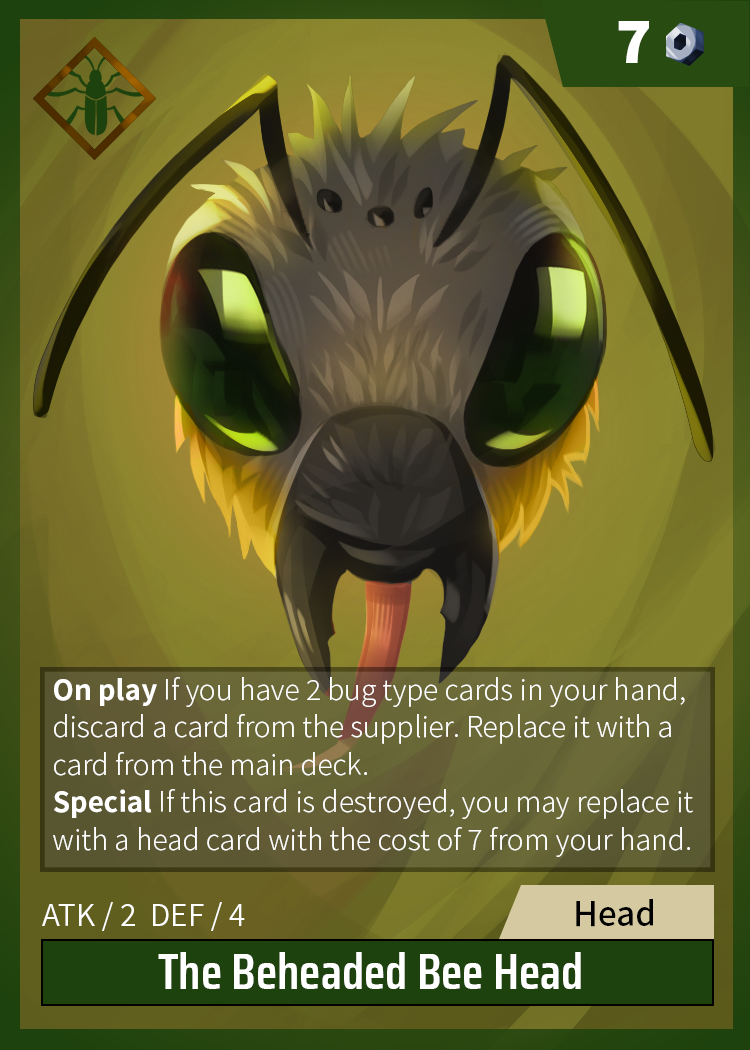 7
On play If you have 2 bug type cards in your hand,
discard a card from the supplier. Replace it with a
card from the main deck.
Special If this card is destroyed, you may replace it
with a head card with the cost of 7 from your hand.
ATK / 2 DEF / 4
Head
The Beheaded Bee Head